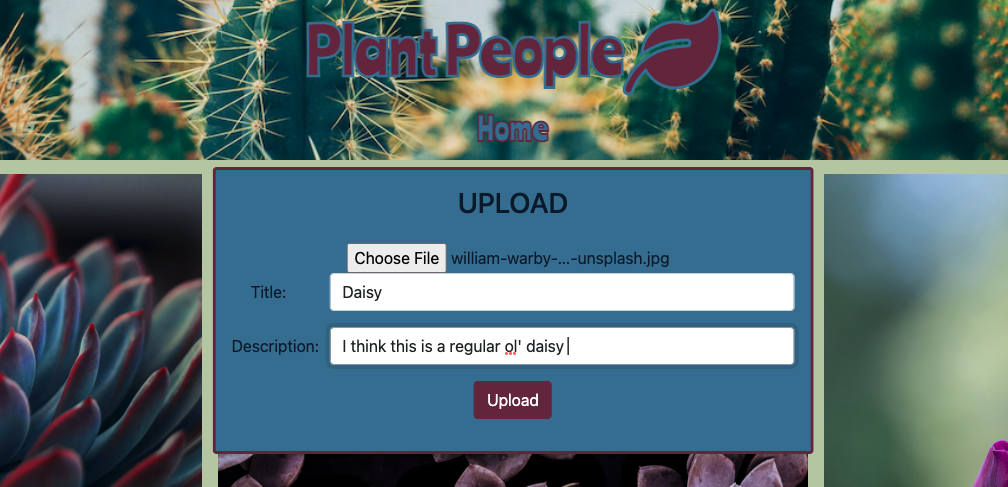 Plant People
Home
UPLOAD
Choose File william-warby-...-unsplash.jpg
Title: Daisy
Description: I think this is a regular ol' daisy
Upload